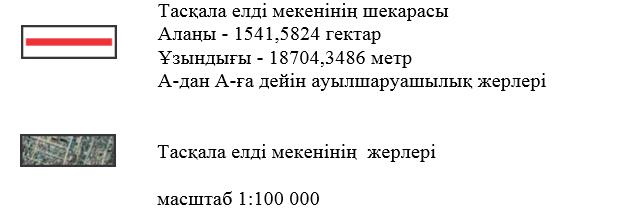 Тасқала елді мекенінің шекарасы
Алаңы - 1541,5824 гектар
Ұзындығы - 18704,3486 метр
А-дан А-ға дейін ауылшаруашылық жерлері
Тасқала елді мекенінің жерлері
масштаб 1:100 000